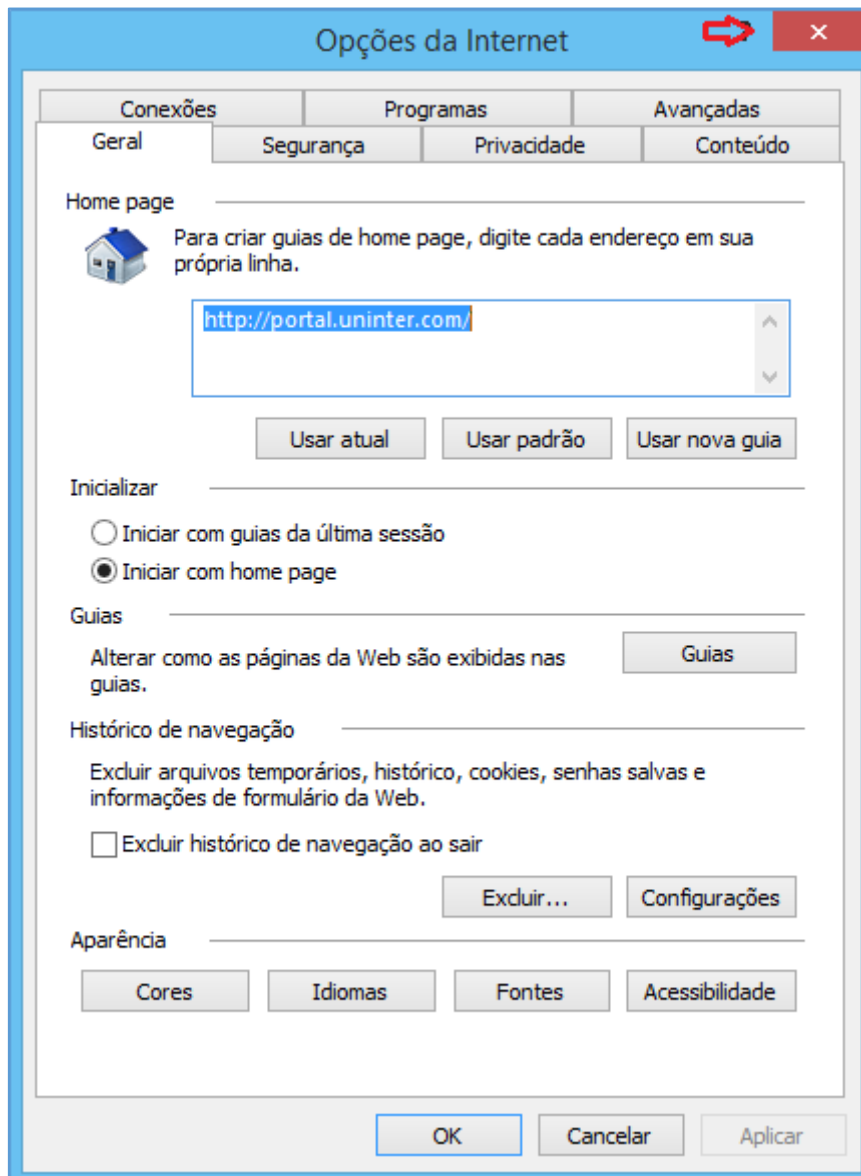 Opções da Internet
Conexões Programas Avançadas
Geral Segurança Privacidade Conteúdo
Home page
Para criar guias de home page, digite cada endereço em sua
própria linha.
http://portal.uninter.com/
Usar atual Usar padrão Usar nova guia
Inicializar
Iniciar com guias da última sessão
Iniciar com home page
Guias
Alterar como as páginas da Web são exibidas nas
guias.
Guias
Histórico de navegação
Excluir arquivos temporários, histórico, cookies, senhas salvas e
informações de formulário da Web.
Excluir histórico de navegação ao sair
Excluir... Configurações
Aparência
Cores Idiomas Fontes Acessibilidade
OK Cancelar Aplicar